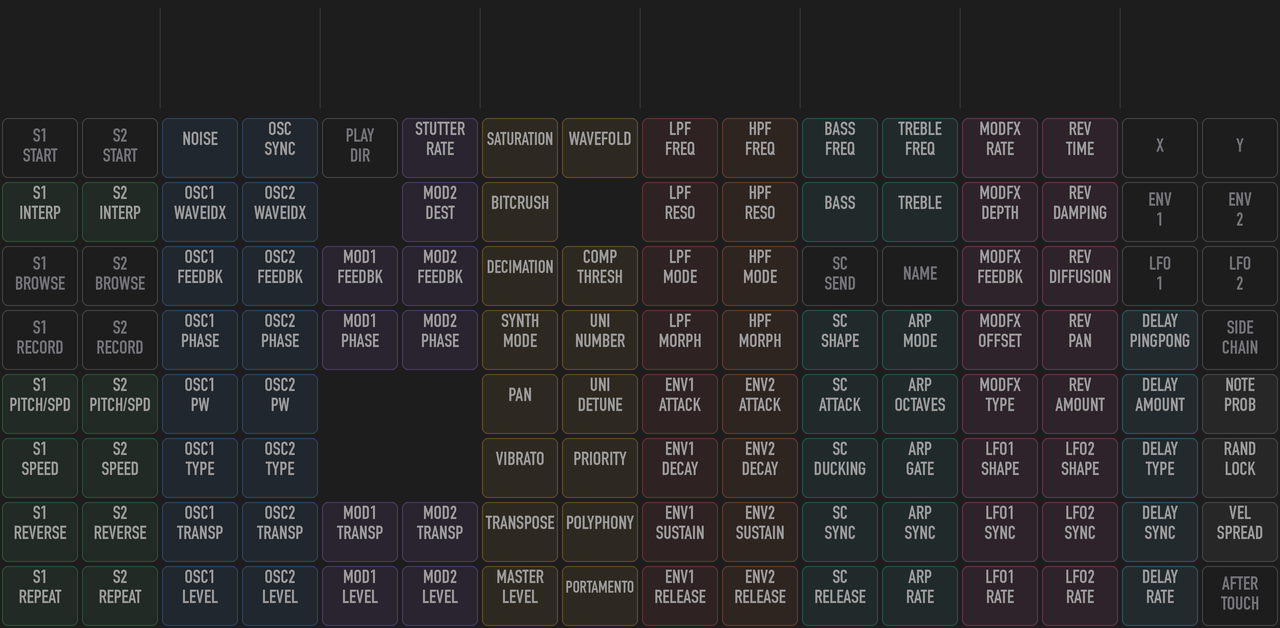 S1 START
S2 START
NOISE
OSC SYNC
PLAY DIR
STUTTER RATE
SATURATION
WAVEFOLD
LPF FREQ
HPF FREQ
BASS FREQ
TREBLE FREQ
MODFX RATE
REV TIME
X
Y
S1 INTERP
S2 INTERP
OSC1 WAVEIDX
OSC2 WAVEIDX
MOD2 DEST
BITCRUSH
LPF RESO
HPF RESO
BASS
TREBLE
MODFX DEPTH
REV DAMPING
ENV 1
ENV 2
S1 BROWSE
S2 BROWSE
OSC1 FEEDBK
OSC2 FEEDBK
MOD1 FEEDBK
MOD2 FEEDBK
DECIMATION
COMP THRESH
LPF MODE
HPF MODE
SC SEND
NAME
MODFX FEEDBK
REV DIFFUSION
LFO 1
LFO 2
S1 RECORD
S2 RECORD
OSC1 PHASE
OSC2 PHASE
MOD1 PHASE
MOD2 PHASE
SYNTH MODE
UNI NUMBER
LPF MORPH
HPF MORPH
SC SHAPE
ARP MODE
MODFX OFFSET
REV PAN
DELAY PINGPONG
SIDE CHAIN
S1 PITCH/SPD
S2 PITCH/SPD
OSC1 PW
OSC2 PW
PAN
UNI DETUNE
ENV1 ATTACK
ENV2 ATTACK
SC ATTACK
ARP OCTAVES
MODFX TYPE
REV AMOUNT
DELAY AMOUNT
NOTE PROB
S1 SPEED
S2 SPEED
OSC1 TYPE
OSC2 TYPE
VIBRATO
PRIORITY
ENV1 DECAY
ENV2 DECAY
SC DUCKING
ARP GATE
LFO1 SHAPE
LFO2 SHAPE
DELAY TYPE
RAND LOCK
S1 REVERSE
S2 REVERSE
OSC1 TRANSP
OSC2 TRANSP
MOD1 TRANSP
MOD2 TRANSP
TRANSPOSE
POLYPHONY
ENV1 SUSTAIN
ENV2 SUSTAIN
SC SYNC
ARP SYNC
LFO1 SYNC
LFO2 SYNC
DELAY SYNC
VEL SPREAD
S1 REPEAT
S2 REPEAT
OSC1 LEVEL
OSC2 LEVEL
MOD1 LEVEL
MOD2 LEVEL
MASTER LEVEL
PORTAMENTO
ENV1 RELEASE
ENV2 RELEASE
SC RELEASE
ARP RATE
LFO1 RATE
LFO2 RATE
DELAY RATE
AFTER TOUCH